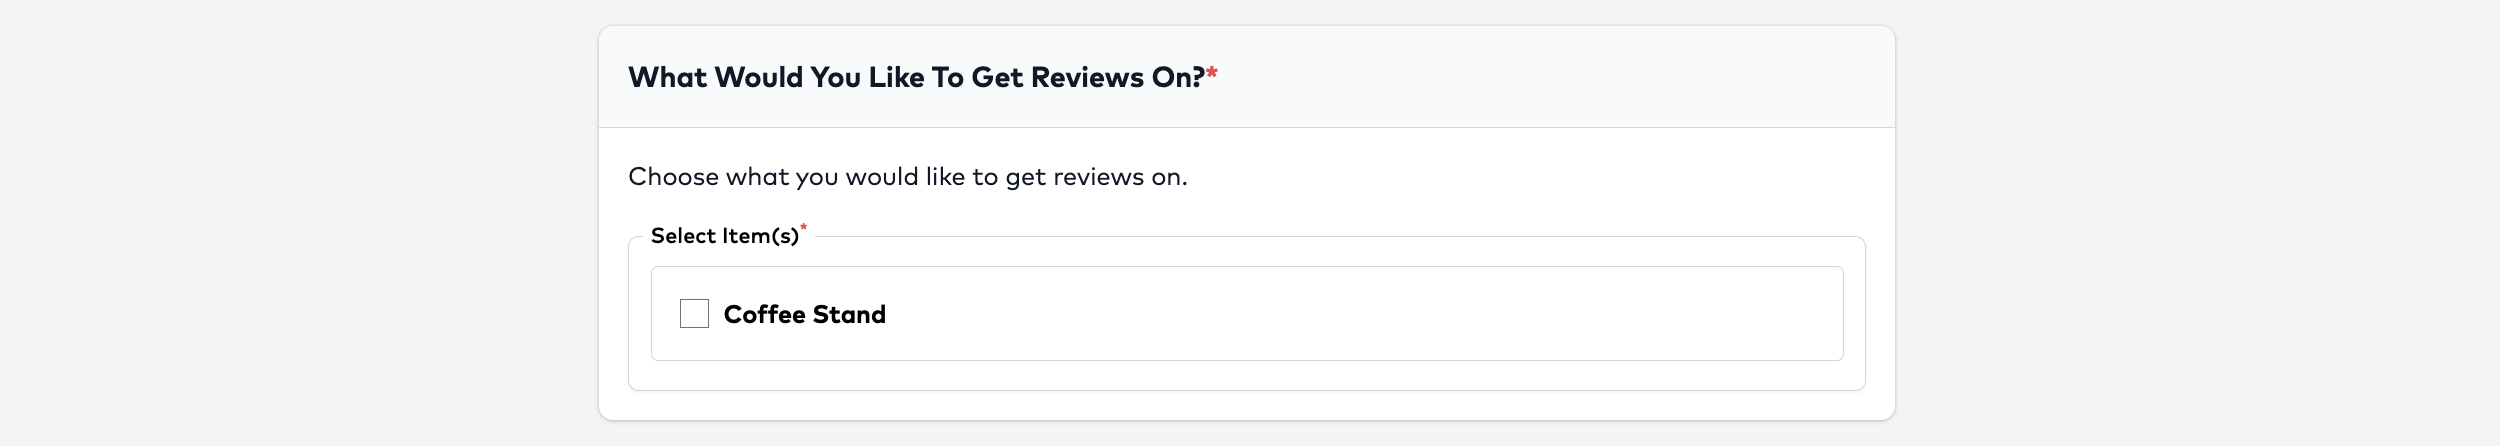 What Would You Like To Get Reviews On?*
Choose what you would like to get reviews on.
Select Item(s)*
Coffee Stand